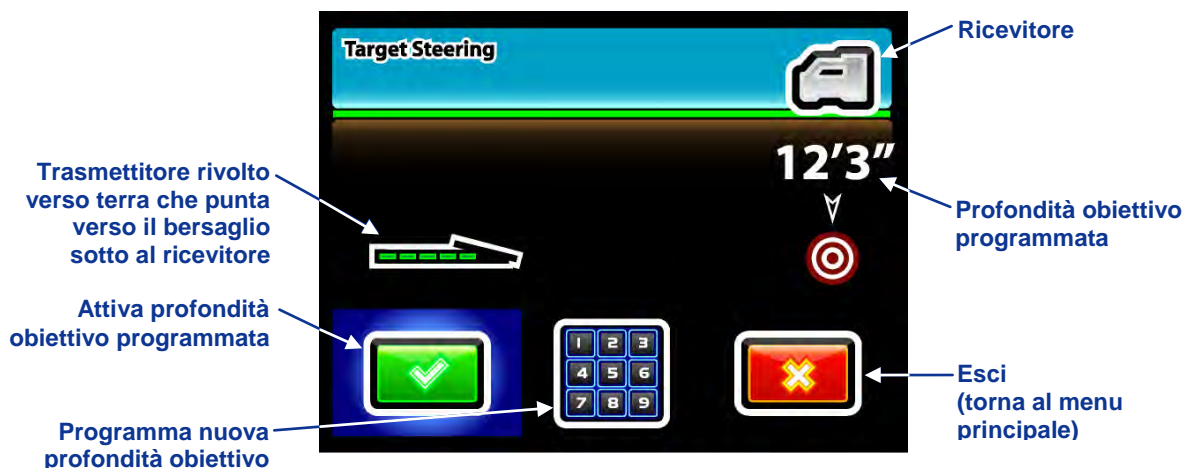 Target Steering
Ricevitore
12'3"
Trasmettitore rivolto
verso terra che punta
verso il bersaglio
sotto al ricevitore
Profondità obiettivo
programmata
Attiva profondità
obiettivo programmata
1 2 3
4 5 6
7 8 9
Esci
(torna al menu
principale)
Programma nuova
profondità obiettivo